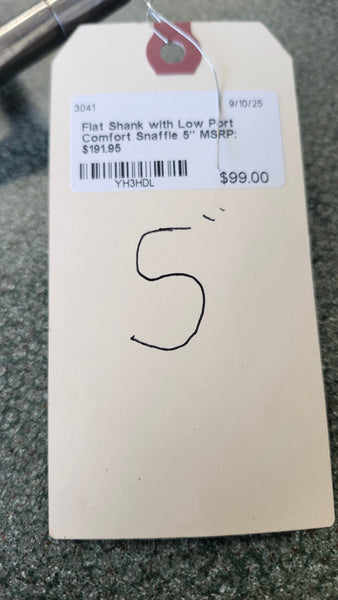 3041 9/10/25
Flat Shank with Low Port
Comfort Snaffle 5" MSRP:
$191.95
YH3HDL $99.00
5"